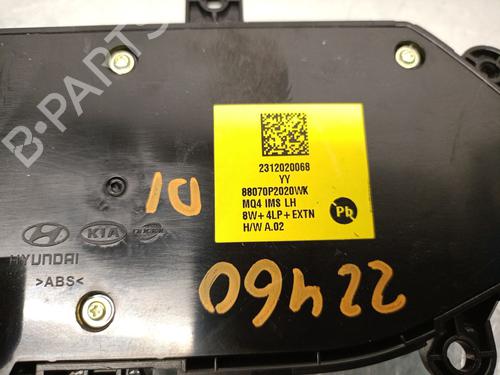 B-PARTS
2312020068
YY
88070P2020WK
MQ4 IMS LH
8W+4LP+EXTN
H/W A.02
Pb
10
HYUNDAI
KIA
>ABS<
22460